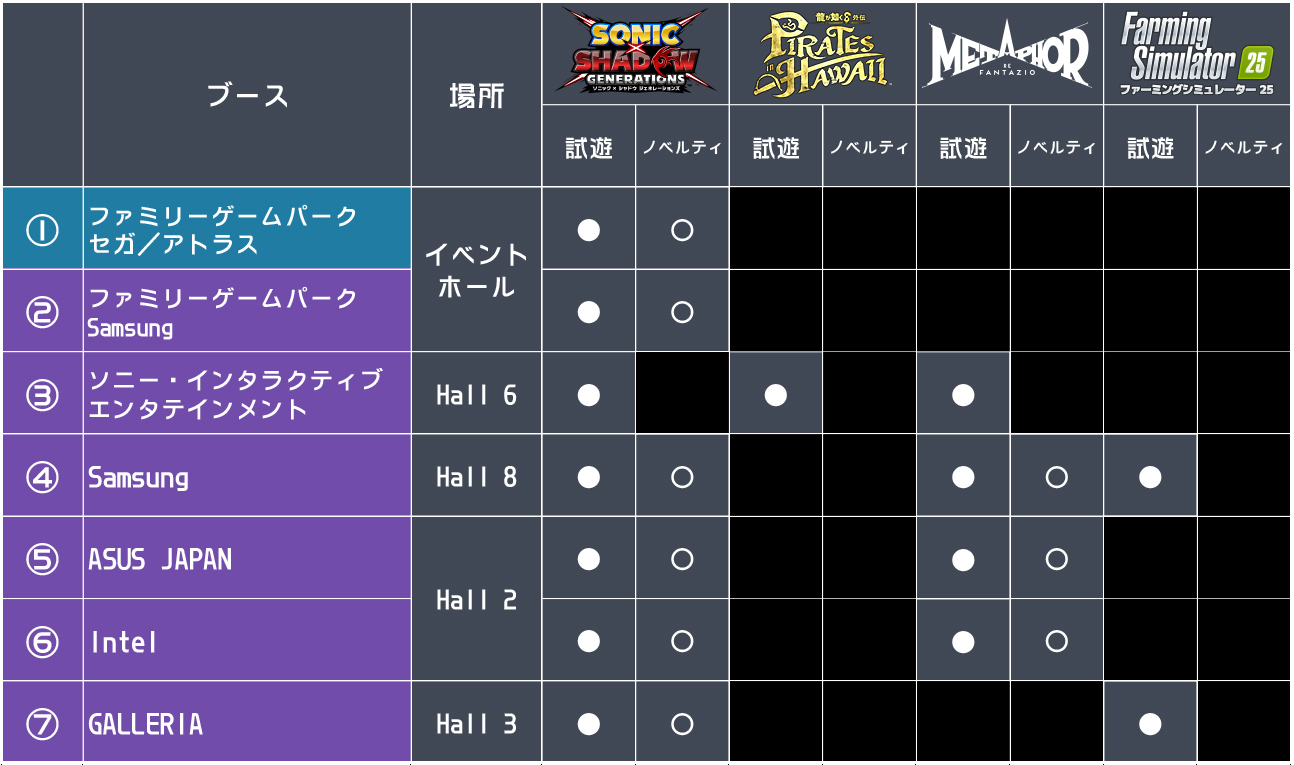 ブース
場所
SONIC
×
SHADOW
GENERATIONS
ソニック × シャドウ ジェネレーションズ
龍が如く8 外伝
PIRATES
in
HAWAII
METAPHOR
RE
FANTAZIO
Farming
Simulator 25
ファーミングシミュレーター 25
試遊 ノベルティ 試遊 ノベルティ 試遊 ノベルティ 試遊 ノベルティ
① ファミリーゲームパーク
セガ/アトラス
イベント
ホール
● ○
② ファミリーゲームパーク
Samsung
● ○
③ ソニー・インタラクティブ
エンタテインメント
Hall 6
● ● ●
④ Samsung Hall 8 ● ○ ● ○ ●
⑤ ASUS JAPAN ● ○ ● ○
Hall 2
⑥ Intel ● ○ ● ○
⑦ GALLERIA Hall 3 ● ○ ●